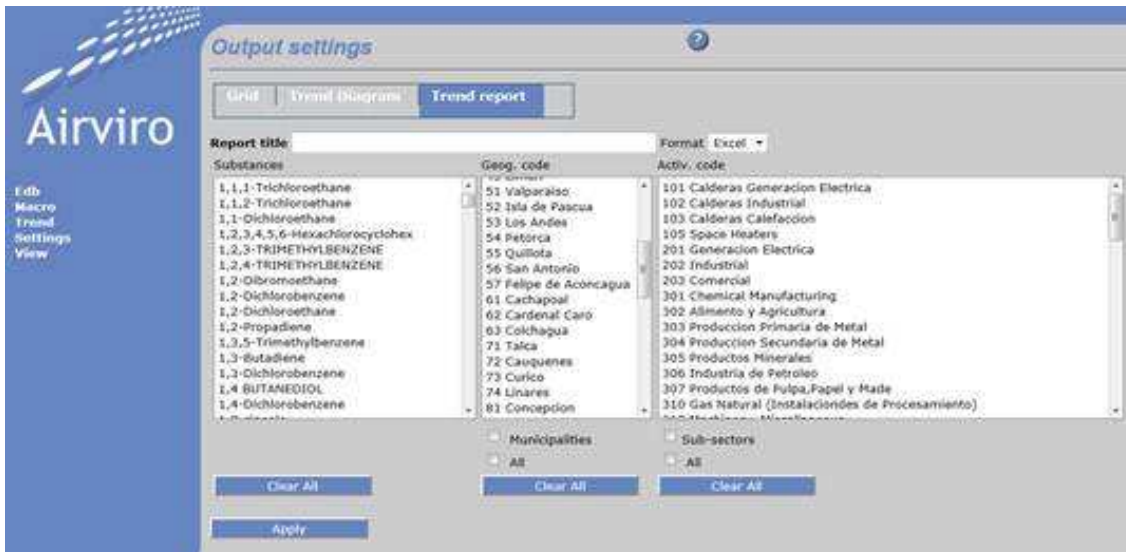 Airviro
Edb
Macro
Trend
Settings
View
Output settings
?
Grid
Trend Diagram
Trend report
Report title
Format Excel
Substances
1,1,1-Trichloroethane
1,1,2-Trichloroethane
1,1-Dichloroethane
1,2,3,4,5,6-Hexachlorocyclohex
1,2,3-TRIMETHYLBENZENE
1,2,4-TRIMETHYLBENZENE
1,2-Dibromoethane
1,2-Dichlorobenzene
1,2-Dichloroethane
1,2-Propadiene
1,3,5-Trimethylbenzene
1,3-Butadiene
1,3-Dichlorobenzene
1,4 BUTANEDIOL
1,4-Dichlorobenzene
Clear All
Apply
Geog. code
51 Valparaiso
52 Isla de Pascua
53 Los Andes
54 Petorca
55 Quillota
56 San Antonio
57 Felipe de Aconcagua
61 Cachapoal
62 Cardenal Caro
63 Colchagua
71 Talca
72 Cauquenes
73 Curico
74 Linares
81 Concepcion
Municipalities
All
Clear All
Activ. code
101 Calderas Generacion Electrica
102 Calderas Industrial
103 Calderas Calefaccion
105 Space Heaters
201 Generacion Electrica
202 Industrial
203 Comercial
301 Chemical Manufacturing
302 Alimento y Agricultura
303 Produccion Primaria de Metal
304 Produccion Secundaria de Metal
305 Productos Minerales
306 Industria de Petroleo
307 Productos de Pulpa,Papel y Made
310 Gas Natural (Instalaciondes de Procesamiento)
Sub-sectors
All
Clear All